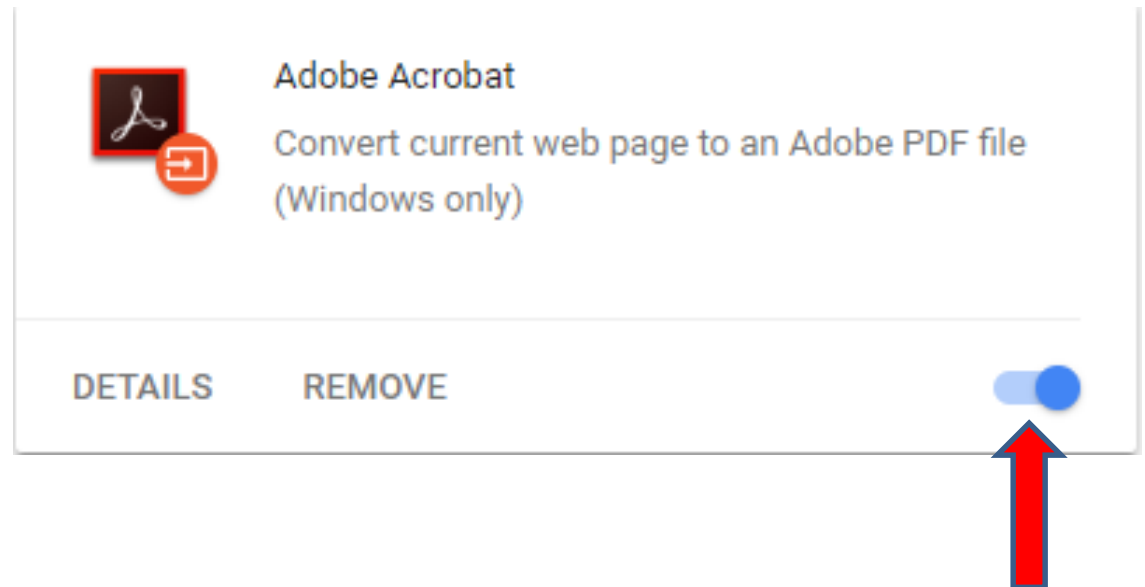 Adobe Acrobat
Convert current web page to an Adobe PDF file
(Windows only)
DETAILS REMOVE